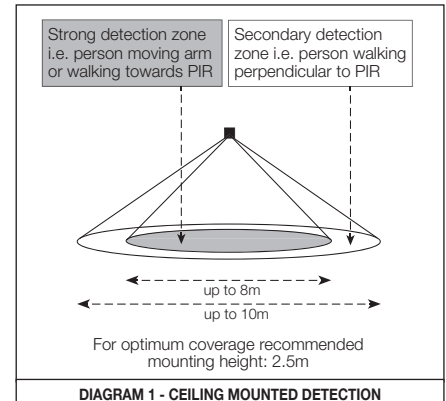 Strong detection zone
i.e. person moving arm
or walking towards PIR
Secondary detection
zone i.e. person walking
perpendicular to PIR
up to 8m
up to 10m
For optimum coverage recommended
mounting height: 2.5m
DIAGRAM 1 - CEILING MOUNTED DETECTION